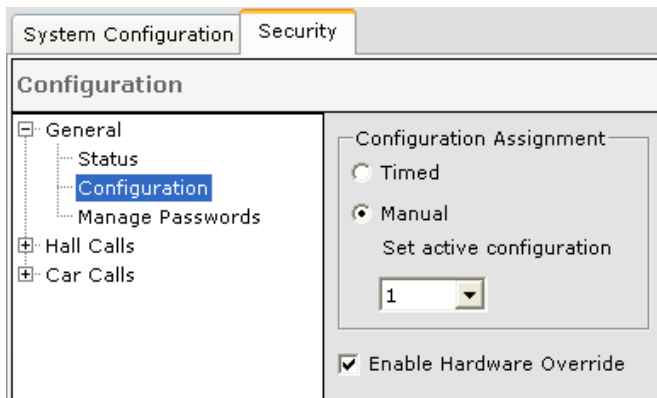 System Configuration
Security
Configuration
General
Status
Configuration
Manage Passwords
Hall Calls
Car Calls
Configuration Assignment
Timed
Manual
Set active configuration
1
Enable Hardware Override